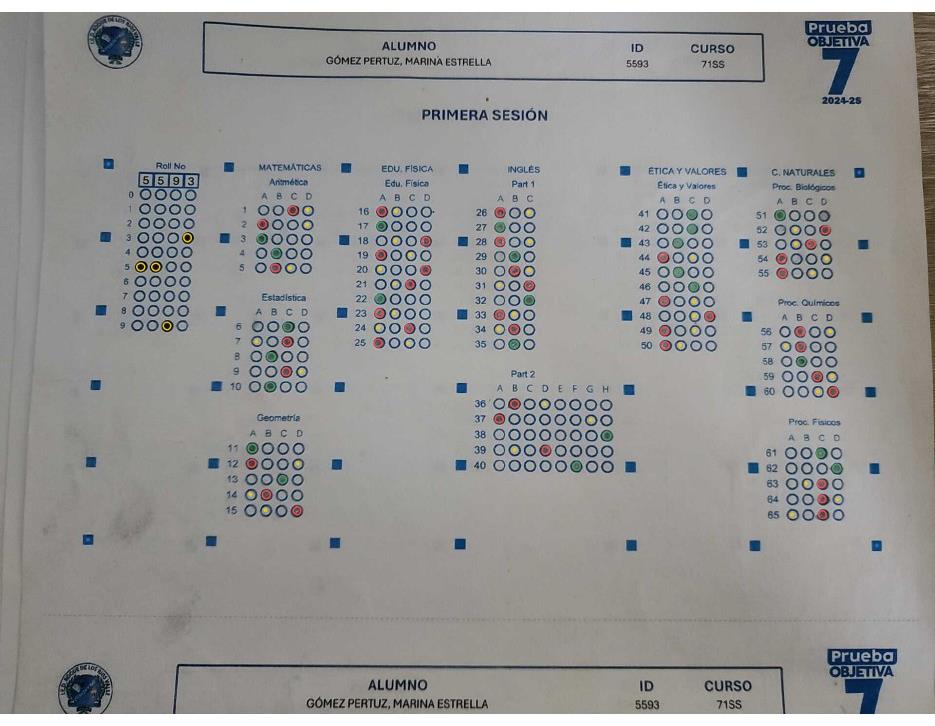 ALUMNO ID CURSO
GÓMEZ PERTUZ, MARINA ESTRELLA 5593 71SS
Prueba
OBJETIVA
7
2024-25
PRIMERA SESIÓN
Roll No
5 5 9 3
0
1
2
3
4
5
6
7
8
9
MATEMÁTICAS
Aritmética
A B C D
1
2
3
4
5
Estadística
A B C D
6
7
8
9
10
Geometría
A B C D
11
12
13
14
15
EDU. FÍSICA
Edu. Física
A B C D
16
17
18
19
20
21
22
23
24
25
INGLÉS
Part 1
A B C
26
27
28
29
30
31
32
33
34
35
Part 2
A B C D E F G H
36
37
38
39
40
ÉTICA Y VALORES
Ética y Valores
A B C D
41
42
43
44
45
46
47
48
49
50
C. NATURALES
Proc. Biológicos
A B C D
51
52
53
54
55
Proc. Químicos
A B C D
56
57
58
59
60
Proc. Físicos
A B C D
61
62
63
64
65
ALUMNO ID CURSO
GÓMEZ PERTUZ, MARINA ESTRELLA 5593 71SS
Prueba
OBJETIVA
7